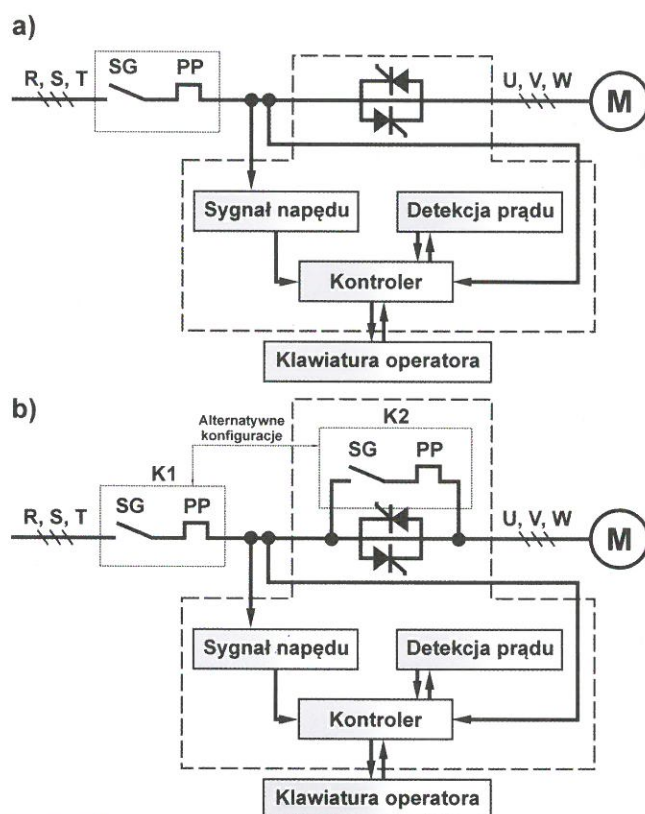 a)
R, S, T
SG PP
U, V, W
M
Sygnał napędu
Detekcja prądu
Kontroler
Klawiatura operatora
b)
Alternatywne
konfiguracje
K2
SG PP
K1
R, S, T
SG PP
U, V, W
M
Sygnał napędu
Detekcja prądu
Kontroler
Klawiatura operatora